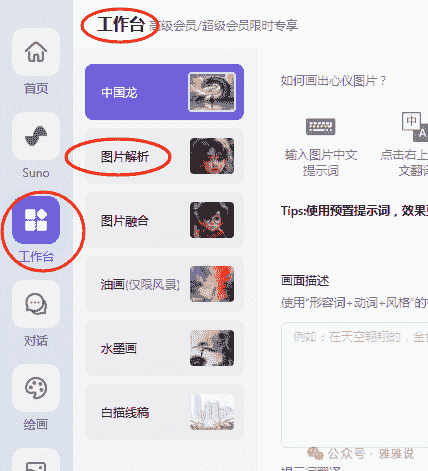 工作台 高级会员/超级会员限时专享
首页
Suno
工作台
对话
绘画
中国龙
图片解析
图片融合
油画(仅限风景)
水墨画
白描线稿
如何画出心仪图片？
中
A
输入图片中文
提示词
点击右上
文翻译
Tips:使用预置提示词，效果
画面描述
使用“形容词+动词+风格”的
例如：在天空翱翔的，全
公众号 · 雅雅说